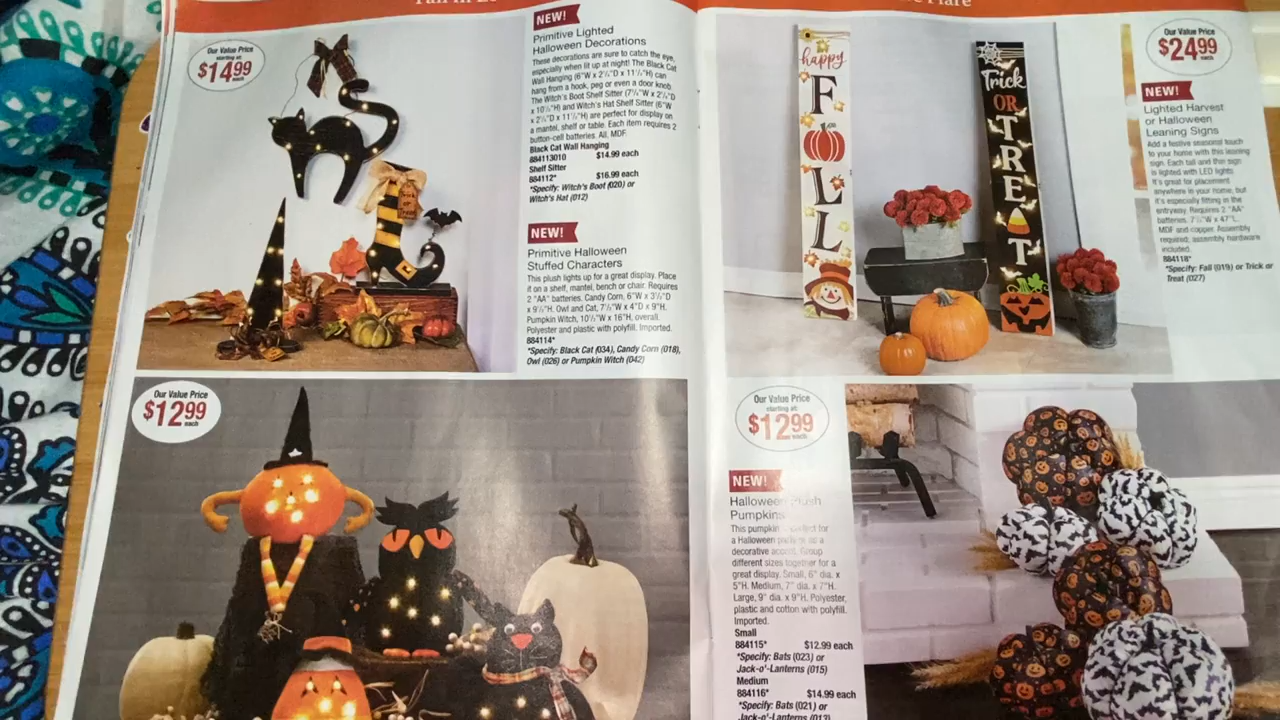 Our Value Price
starting at:
$14.99
each
NEW!
Primitive Lighted
Halloween Decorations
These decorations are sure to catch the eye,
especially when lit up at night! The Black Cat
Wall Hanging (6"W x 2½"D x 11¼"H) can
hang from a hook, peg or even a door knob.
The Witch's Boot Shelf Sitter
and Witch's Hat Shelf Sitter (6"W
are perfect for display on
a mantel, shelf or table. Each item requires 2
button-cell batteries. All, MDF.
Black Cat Wall Hanging
884113010 $14.99 each
Shelf Sitter
884112* $16.99 each
*Specify: Witch's Boot (020) or
Witch's Hat (012)
NEW!
Primitive Halloween
Stuffed Characters
This plush lights up for a great display. Place
it on a shelf, mantel, bench or chair. Requires
2 "AA" batteries. Candy Corn, 6"W x 3½"D
x 9½"H. Owl and Cat, 7½"W x 4"D x 9"H.
Pumpkin Witch, 10½"W x 16"H, overall.
Polyester and plastic with polyfill. Imported.
884114*
*Specify: Black Cat (034), Candy Corn (018),
Owl (026) or Pumpkin Witch (042)
Our Value Price
$12.99
each
happy
FALL
Trick
OR
TREAT
Our Value Price
$24.99
each
NEW!
Lighted Harvest
or Halloween
Leaning Signs
Add a festive seasonal touch
to your home with this leaning
sign. Each tall and thin sign
is lighted with LED lights.
It's great for placement
anywhere in your home, but
it's especially fitting in the
entryway. Requires 2 "AA"
batteries. 7½"W x 47"L.
MDF and copper. Assembly
required; assembly hardware
included.
884118*
*Specify: Fall (019) or Trick or
Treat (027)
Our Value Price
starting at:
$12.99
each
NEW!
Halloween Plush
Pumpkins
This pumpkin is perfect for
a Halloween party or as a
decorative accent. Group
different sizes together for a
great display. Small, 6" dia. x
5"H. Medium, 7" dia. x 7"H.
Large, 9" dia. x 9"H. Polyester,
plastic and cotton with polyfill.
Imported.
Small
884115* $12.99 each
*Specify: Bats (023) or
Jack-o'-Lanterns (015)
Medium
884116* $14.99 each
*Specify: Bats (021) or
Jack-o'-Lanterns (013)